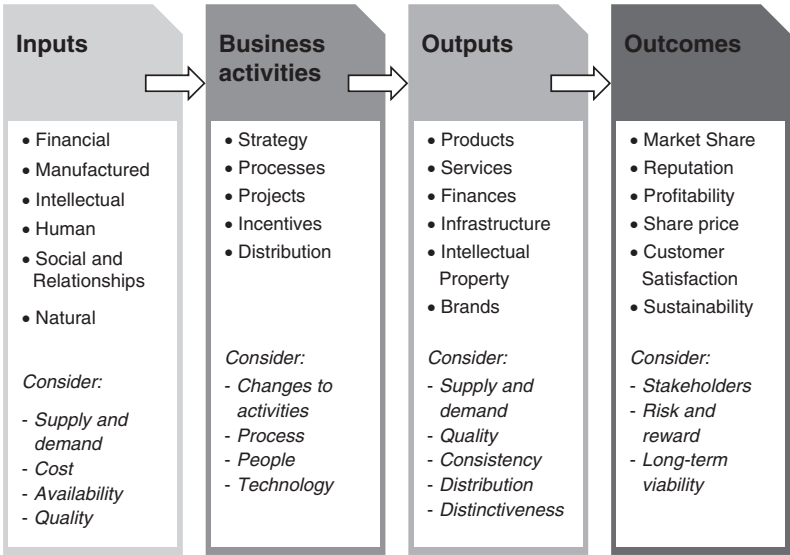 Inputs
• Financial
• Manufactured
• Intellectual
• Human
• Social and
Relationships
• Natural
Consider:
- Supply and
demand
- Cost
- Availability
- Quality
Business
activities
• Strategy
• Processes
• Projects
• Incentives
• Distribution
Consider:
- Changes to
activities
- Process
- People
- Technology
Outputs
• Products
• Services
• Finances
• Infrastructure
• Intellectual
Property
• Brands
Consider:
- Supply and
demand
- Quality
- Consistency
- Distribution
- Distinctiveness
Outcomes
• Market Share
• Reputation
• Profitability
• Share price
• Customer
Satisfaction
• Sustainability
Consider:
- Stakeholders
- Risk and
reward
- Long-term
viability